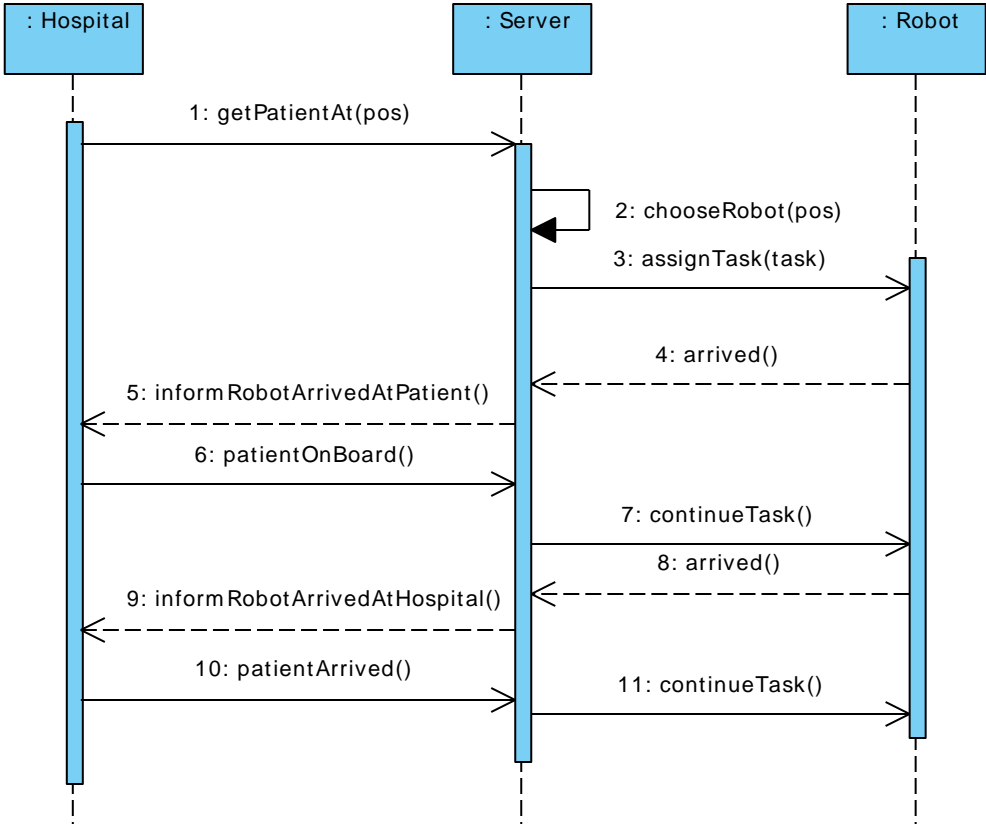 : Hospital
: Server
: Robot
1: getPatientAt(pos)
2: chooseRobot(pos)
3: assignTask(task)
4: arrived()
5: informRobotArrivedAtPatient()
6: patientOnBoard()
7: continueTask()
8: arrived()
9: informRobotArrivedAtHospital()
10: patientArrived()
11: continueTask()